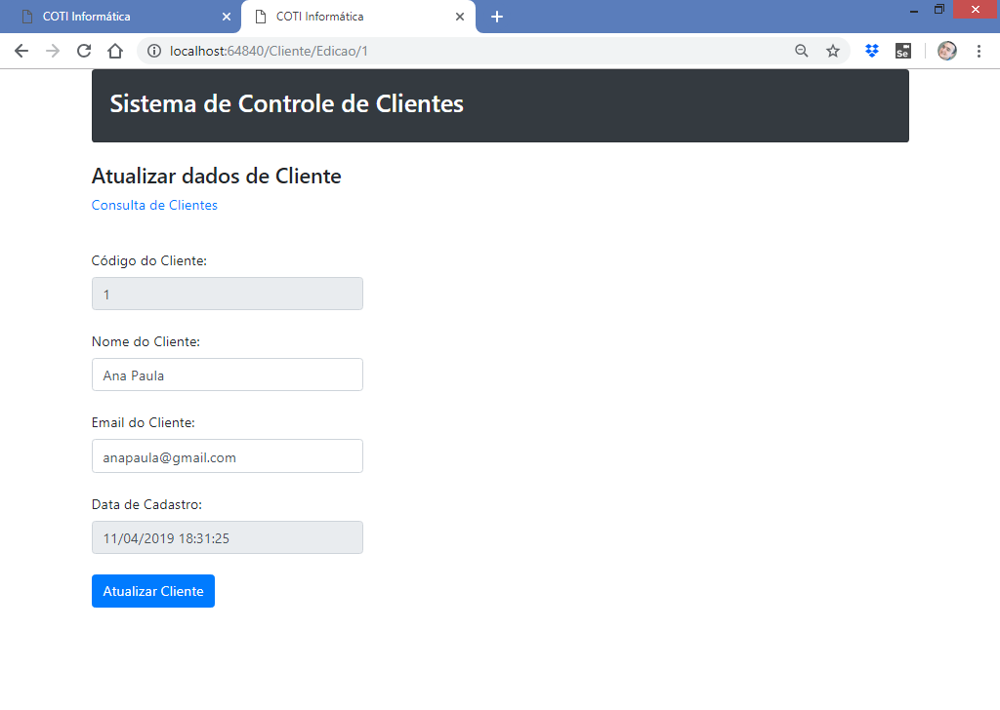 COTI Informática
COTI Informática
localhost:64840/Cliente/Edicao/1
Se
Sistema de Controle de Clientes
Atualizar dados de Cliente
Consulta de Clientes
Código do Cliente:
1
Nome do Cliente:
Ana Paula
Email do Cliente:
anapaula@gmail.com
Data de Cadastro:
11/04/2019 18:31:25
Atualizar Cliente